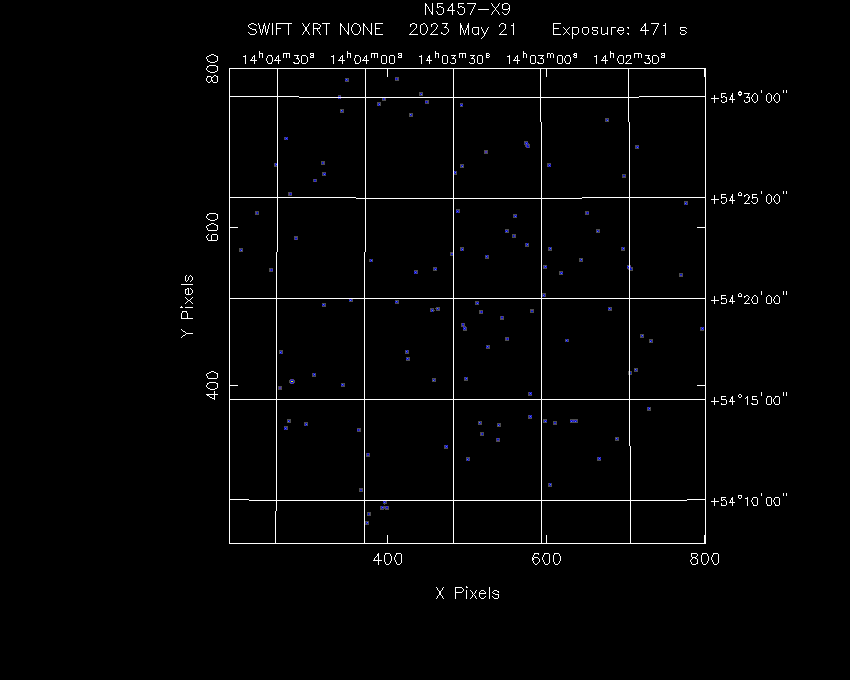 N5457-X9
SWIFT XRT NONE 2023 May 21 Exposure: 471 s
14ʰ04ᵐ30ˢ 14ʰ04ᵐ00ˢ 14ʰ03ᵐ30ˢ 14ʰ03ᵐ00ˢ 14ʰ02ᵐ30ˢ
800
+54°30'00"
+54°25'00"
600
+54°20'00"
Y Pixels
400
+54°15'00"
+54°10'00"
400 600 800
X Pixels